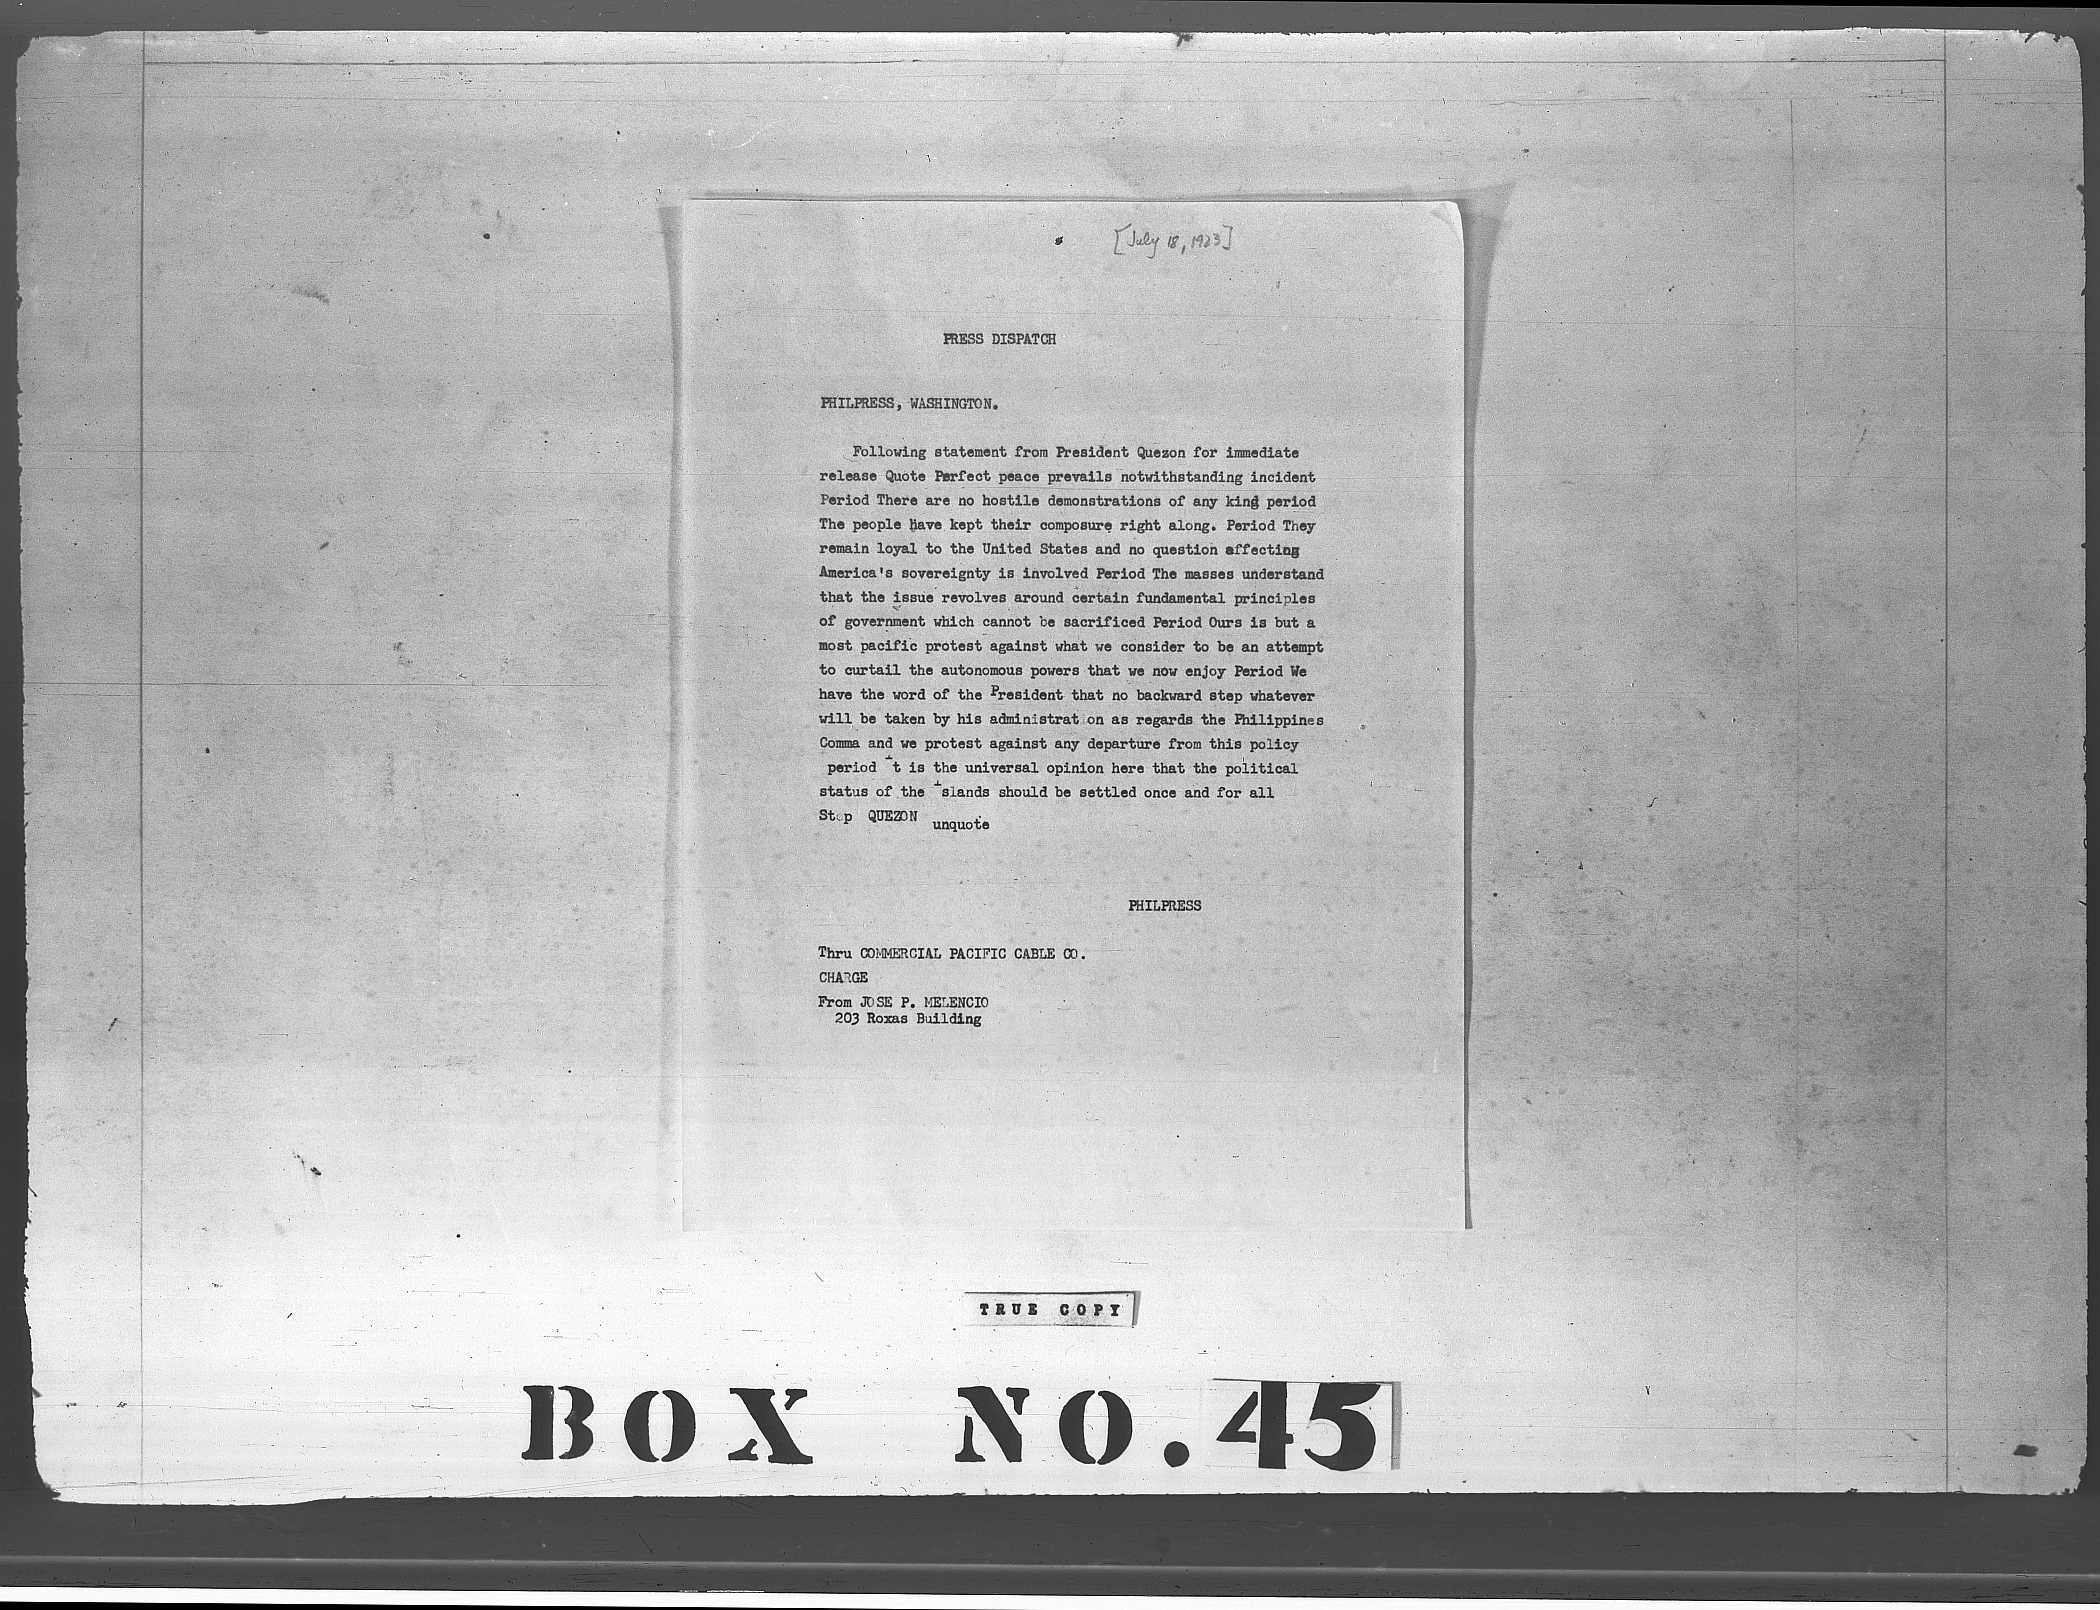 [July 18, 1923]
PRESS DISPATCH
PHILPRESS, WASHINGTON.
Following statement from President Quezon for immediate
release Quote Perfect peace prevails notwithstanding incident
Period There are no hostile demonstrations of any king period
The people have kept their composure right along. Period They
remain loyal to the United States and no question affecting
America's sovereignty is involved Period The masses understand
that the issue revolves around certain fundamental principles
of government which cannot be sacrificed Period Ours is but a
most pacific protest against what we consider to be an attempt
to curtail the autonomous powers that we now enjoy Period We
have the word of the President that no backward step whatever
will be taken by his administration as regards the Philippines
Comma and we protest against any departure from this policy
period It is the universal opinion here that the political
status of the Islands should be settled once and for all
Stop QUEZON unquote
PHILPRESS
Thru COMMERCIAL PACIFIC CABLE CO.
CHARGE
From JOSE P. MELENCIO
203 Roxas Building
TRUE COPY
BOX NO. 45